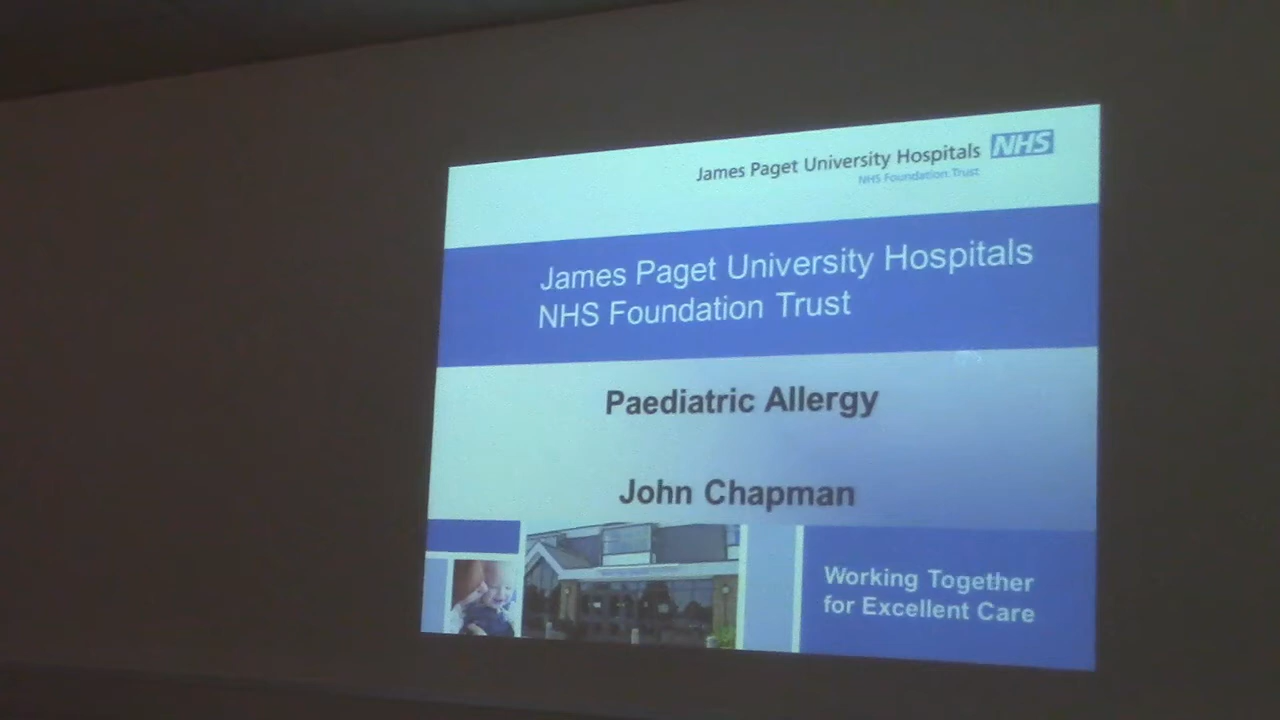 James Paget University Hospitals NHS
NHS Foundation Trust
James Paget University Hospitals
NHS Foundation Trust
Paediatric Allergy
John Chapman
Working Together
for Excellent Care